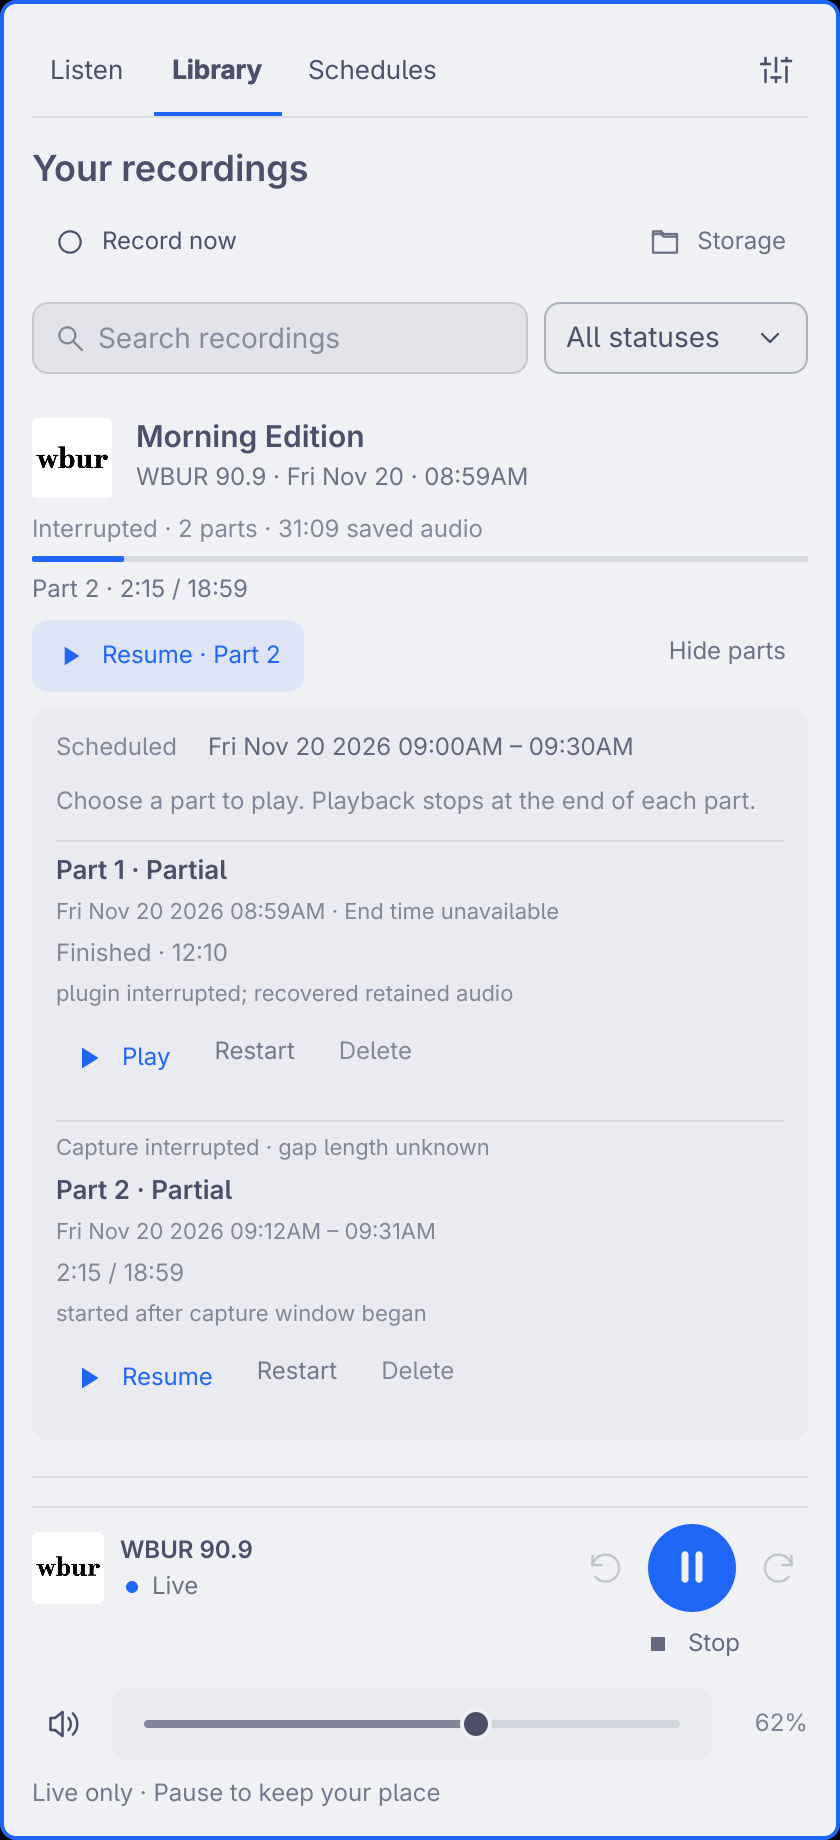 Listen Library Schedules
Your recordings
Record now Storage
Search recordings All statuses
wbur
Morning Edition
WBUR 90.9 · Fri Nov 20 · 08:59AM
Interrupted · 2 parts · 31:09 saved audio
Part 2 · 2:15 / 18:59
Resume · Part 2 Hide parts
Scheduled Fri Nov 20 2026 09:00AM – 09:30AM
Choose a part to play. Playback stops at the end of each part.
Part 1 · Partial
Fri Nov 20 2026 08:59AM · End time unavailable
Finished · 12:10
plugin interrupted; recovered retained audio
Play Restart Delete
Capture interrupted · gap length unknown
Part 2 · Partial
Fri Nov 20 2026 09:12AM – 09:31AM
2:15 / 18:59
started after capture window began
Resume Restart Delete
wbur
WBUR 90.9
Live
Stop
62%
Live only · Pause to keep your place